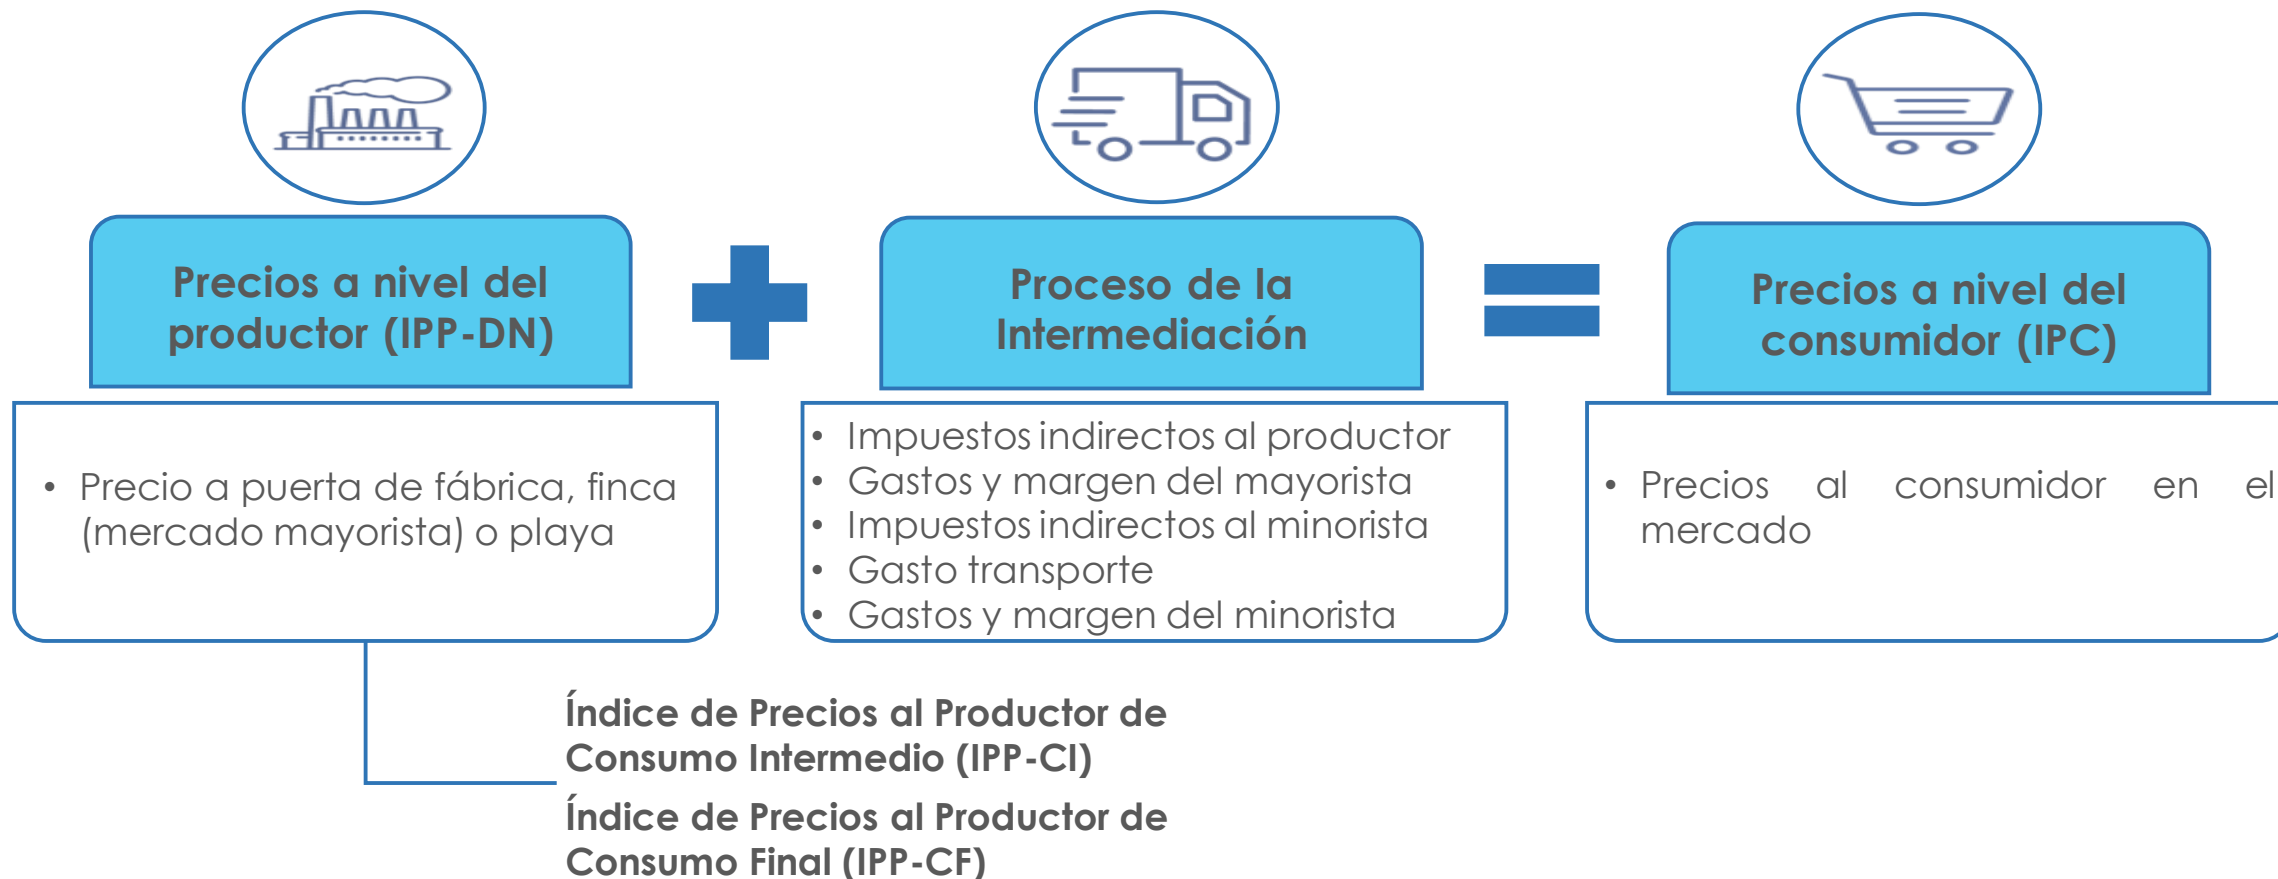 Precios a nivel del
productor (IPP-DN)
Proceso de la
Intermediación
Precios a nivel del
consumidor (IPC)
• Precio a puerta de fábrica, finca
(mercado mayorista) o playa
• Impuestos indirectos al productor
• Gastos y margen del mayorista
• Impuestos indirectos al minorista
• Gasto transporte
• Gastos y margen del minorista
• Precios al consumidor en el
mercado
Índice de Precios al Productor de
Consumo Intermedio (IPP-CI)
Índice de Precios al Productor de
Consumo Final (IPP-CF)